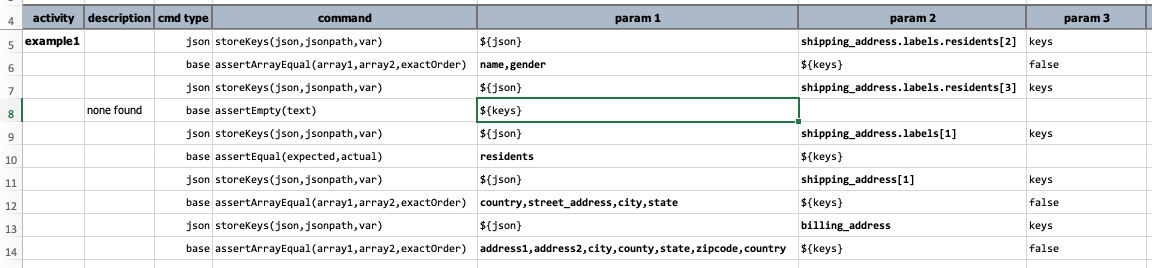 4 activity description cmd type command param 1 param 2 param 3
5 example1 json storeKeys(json,jsonpath,var) ${json} shipping_address.labels.residents[2] keys
6 base assertArrayEqual(array1,array2,exactOrder) name,gender ${keys} false
7 json storeKeys(json,jsonpath,var) ${json} shipping_address.labels.residents[3] keys
8 none found base assertEmpty(text) ${keys}
9 json storeKeys(json,jsonpath,var) ${json} shipping_address.labels[1] keys
10 base assertEqual(expected,actual) residents ${keys}
11 json storeKeys(json,jsonpath,var) ${json} shipping_address[1] keys
12 base assertArrayEqual(array1,array2,exactOrder) country,street_address,city,state ${keys} false
13 json storeKeys(json,jsonpath,var) ${json} billing_address keys
14 base assertArrayEqual(array1,array2,exactOrder) address1,address2,city,county,state,zipcode,country ${keys} false